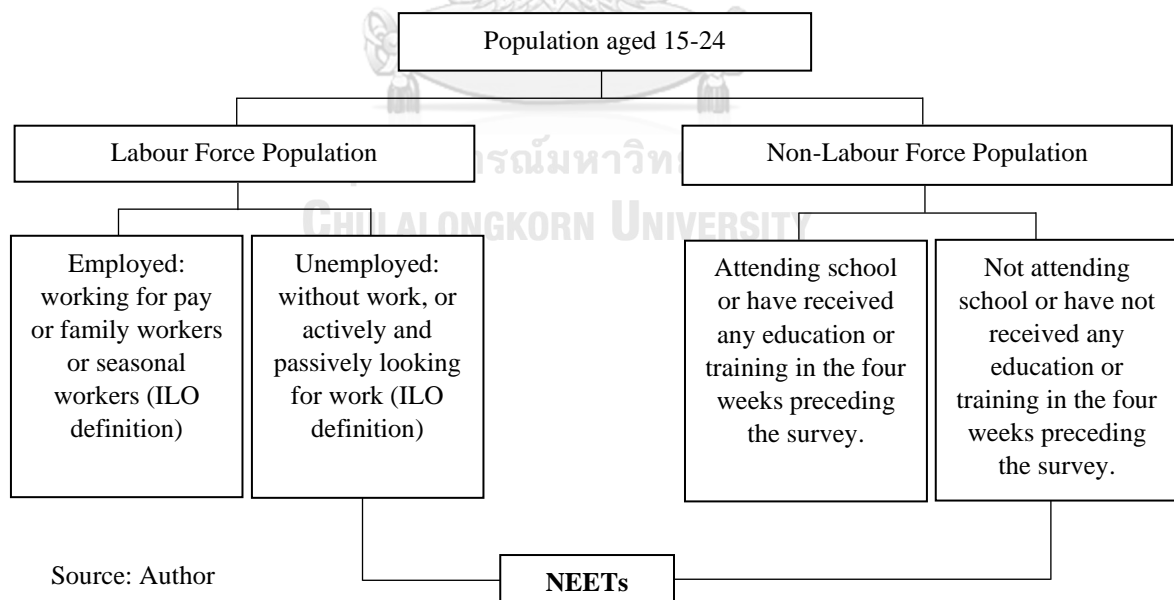 Population aged 15-24
Labour Force Population
Non-Labour Force Population
CHULALONGKORN UNIVERSITY
Employed:
working for pay
or family workers
or seasonal
workers (ILO
definition)
Unemployed:
without work, or
actively and
passively looking
for work (ILO
definition)
Attending school
or have received
any education or
training in the four
weeks preceding
the survey.
Not attending
school or have not
received any
education or
training in the four
weeks preceding
the survey.
Source: Author
NEETs